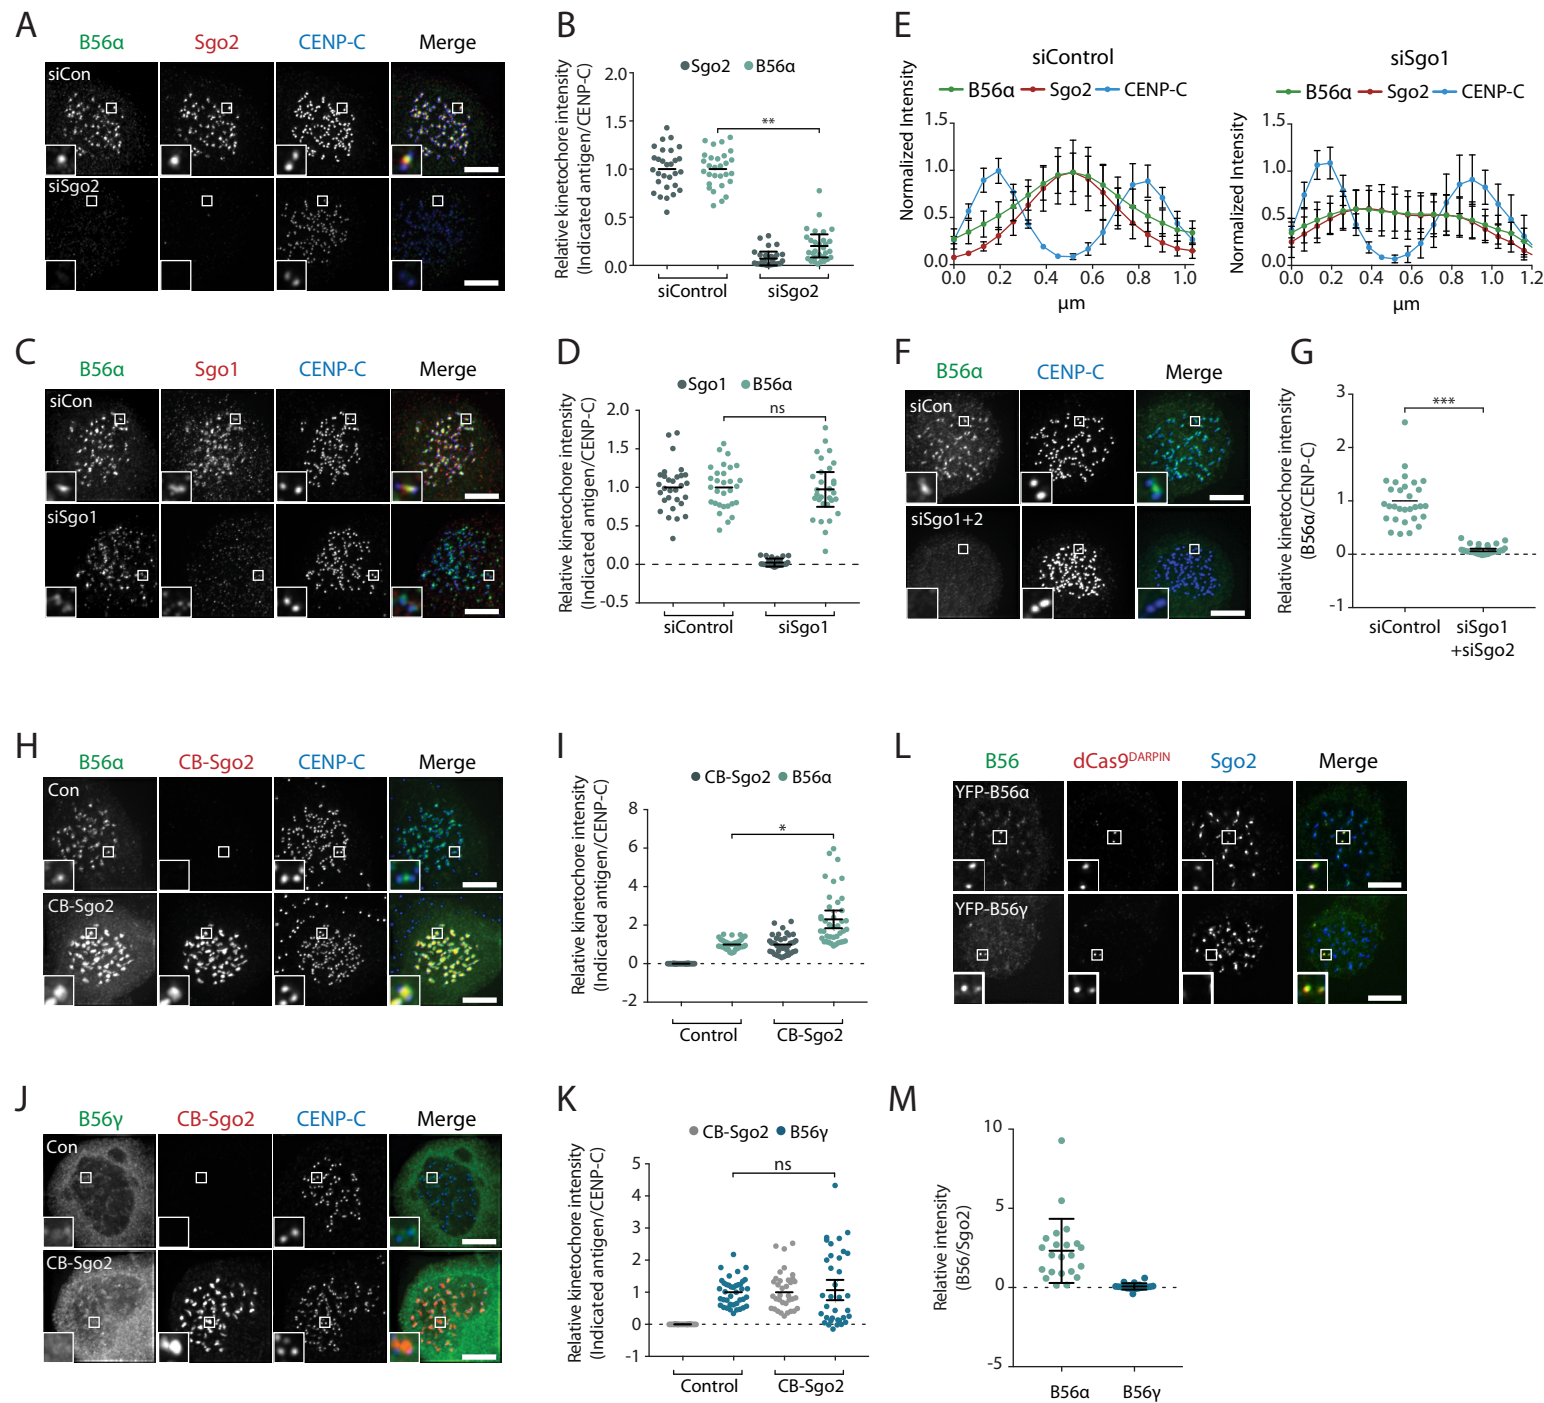 A
B56α Sgo2 CENP-C Merge
siCon
siSgo2
B
Sgo2 B56α
Relative kinetochore intensity
(Indicated antigen/CENP-C)
2.0
1.5
1.0
0.5
0.0
**
siControl siSgo2
E
siControl
B56α Sgo2 CENP-C
Normalized Intensity
1.5
1.0
0.5
0.0
0.0 0.2 0.4 0.6 0.8 1.0
µm
siSgo1
B56α Sgo2 CENP-C
Normalized Intensity
1.5
1.0
0.5
0.0
0.0 0.2 0.4 0.6 0.8 1.0 1.2
µm
C
B56α Sgo1 CENP-C Merge
siCon
siSgo1
D
Sgo1 B56α
Relative kinetochore intensity
(Indicated antigen/CENP-C)
2.0
1.5
1.0
0.5
0.0
-0.5
ns
siControl siSgo1
F
B56α CENP-C Merge
siCon
siSgo1+2
G
Relative kinetochore intensity
(B56α/CENP-C)
3
2
1
0
-1
***
siControl siSgo1
+siSgo2
H
B56α CB-Sgo2 CENP-C Merge
Con
CB-Sgo2
I
CB-Sgo2 B56α
Relative kinetochore intensity
(Indicated antigen/CENP-C)
8
6
4
2
0
-2
*
Control CB-Sgo2
L
B56 dCas9DARPIN Sgo2 Merge
YFP-B56α
YFP-B56γ
J
B56γ CB-Sgo2 CENP-C Merge
Con
CB-Sgo2
K
CB-Sgo2 B56γ
Relative kinetochore intensity
(Indicated antigen/CENP-C)
5
4
3
2
1
0
-1
ns
Control CB-Sgo2
M
Relative intensity
(B56/Sgo2)
10
5
0
-5
B56α B56γ